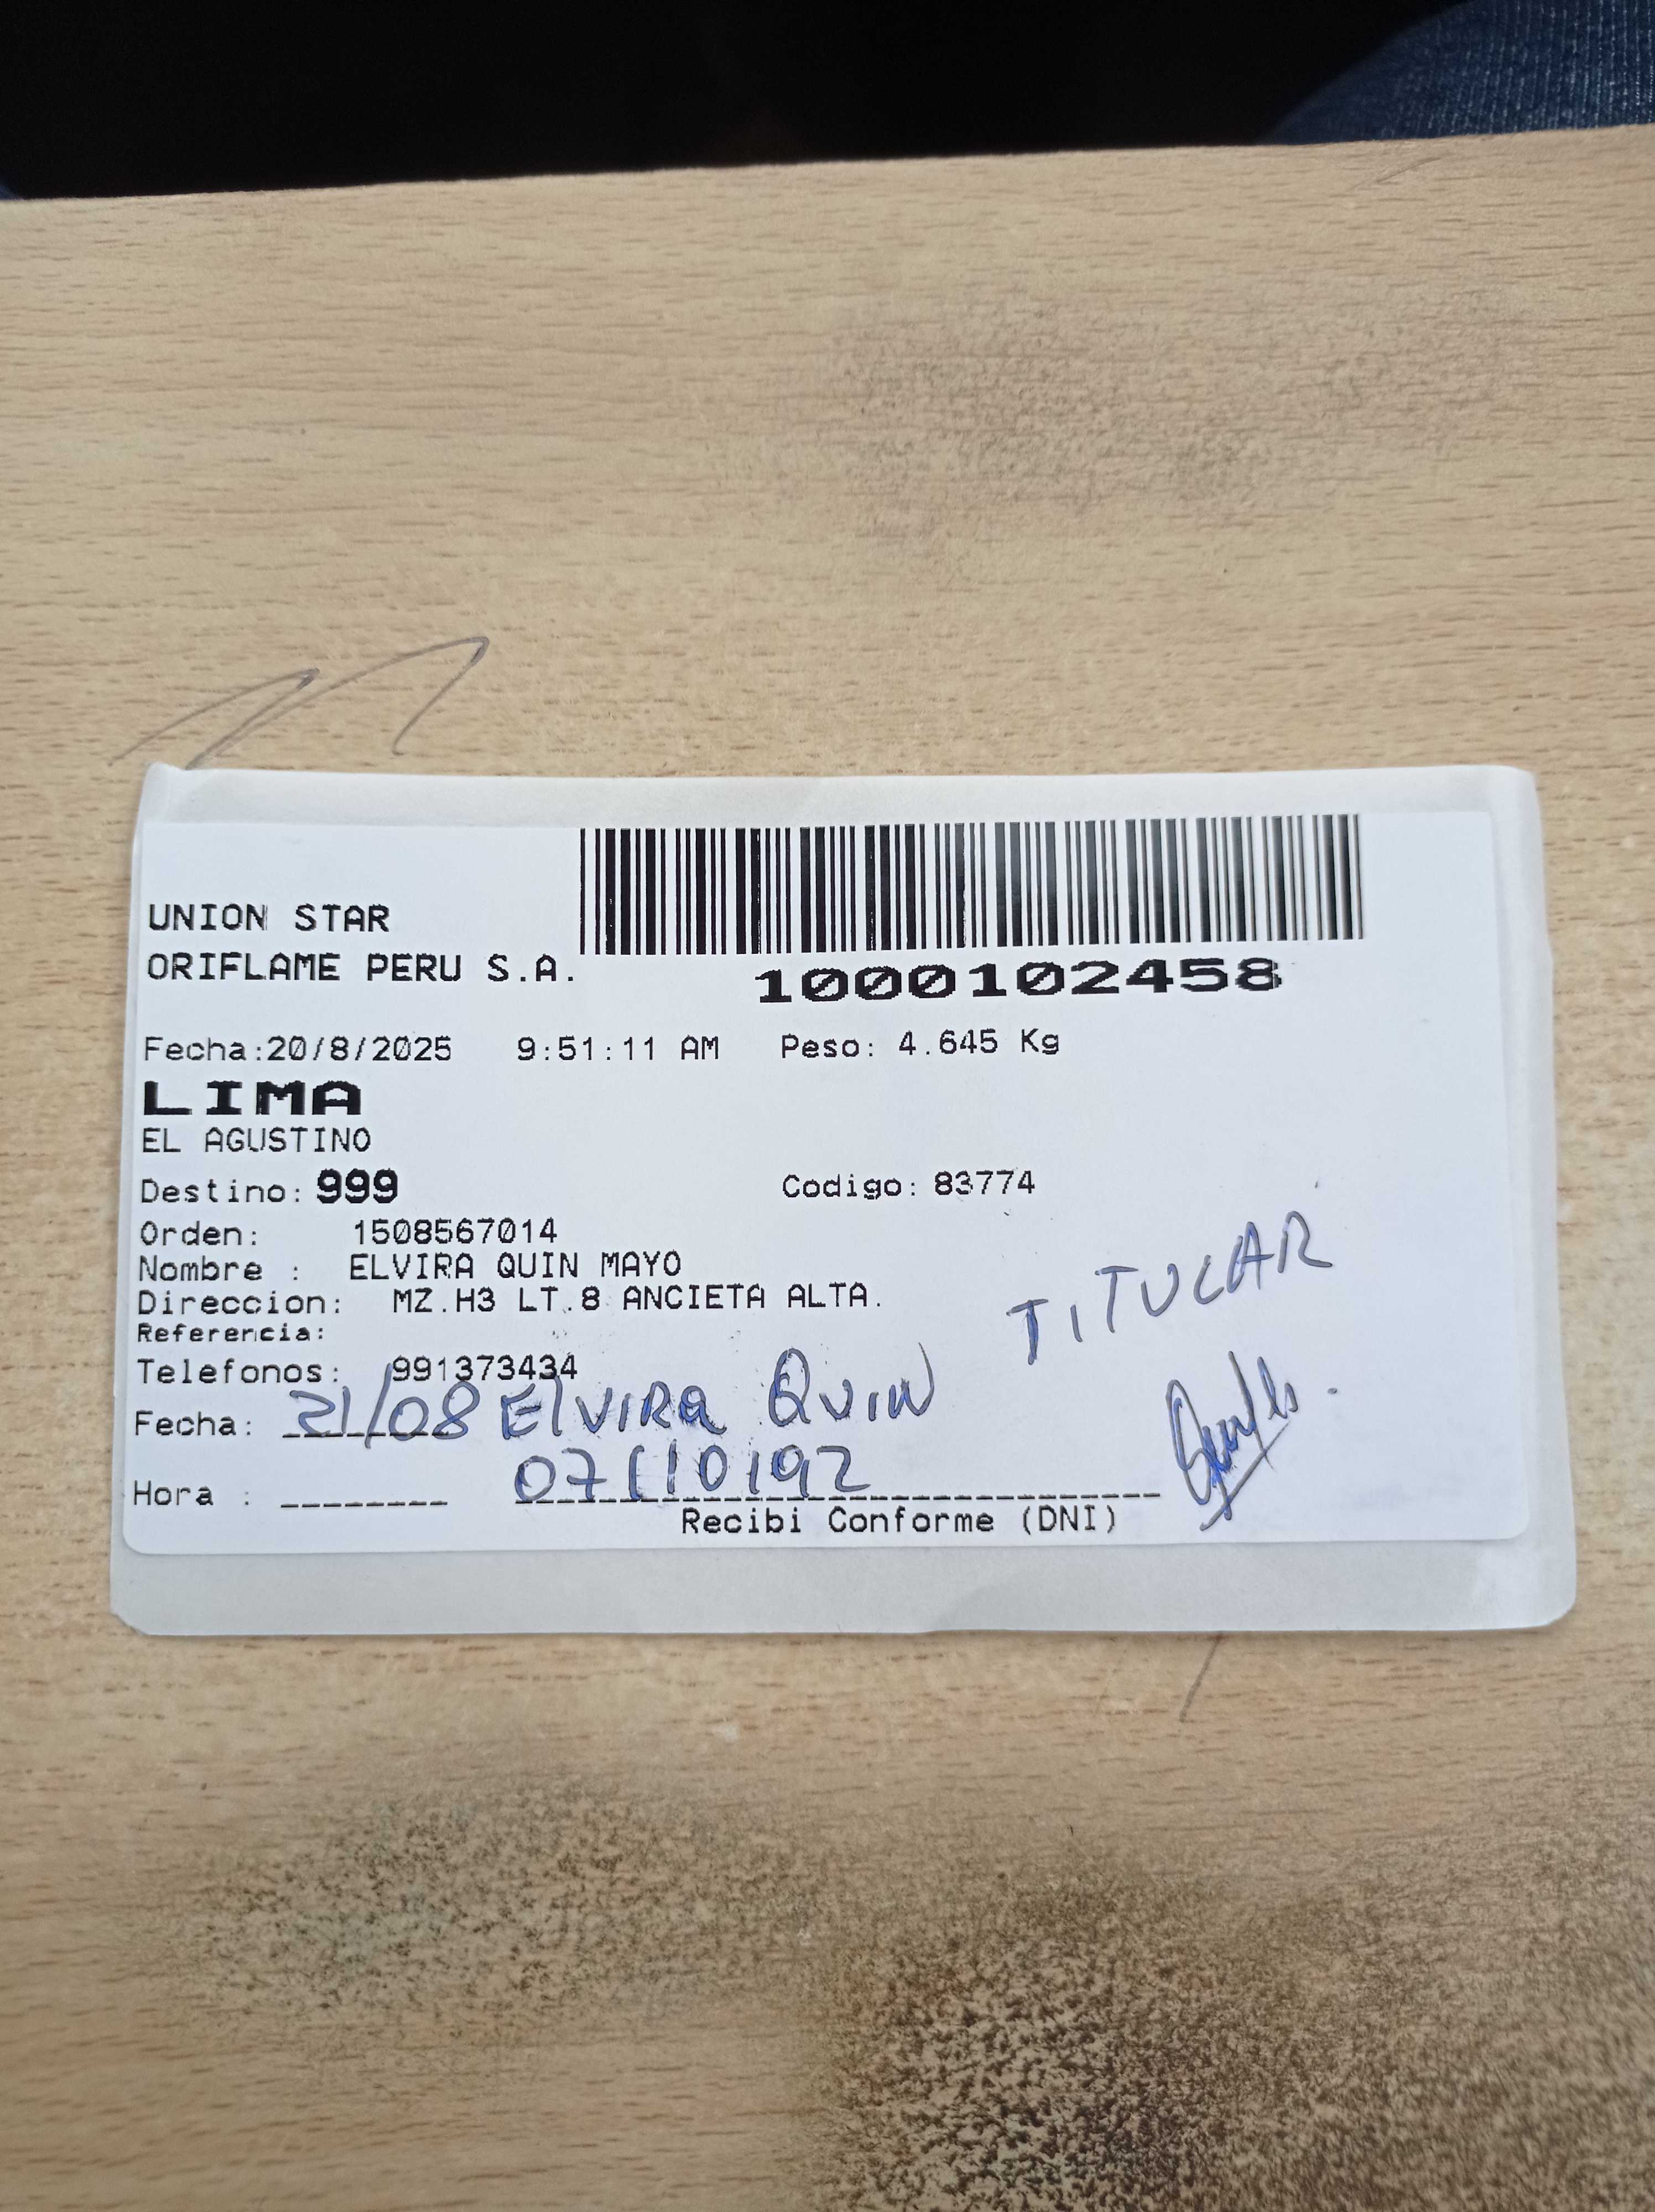 UNION STAR
ORIFLAME PERU S.A.
1000102458
Fecha:20/8/2025 9:51:11 AM Peso: 4.645 Kg
LIMA
EL AGUSTINO
Destino: 999 Codigo: 83774
Orden: 1508567014
Nombre : ELVIRA QUIN MAYO
Direccion: MZ.H3 LT.8 ANCIETA ALTA.
Referencia:
TITULAR
Telefonos: 991373434
Fecha: 21/08 Elvira Quin
Hora :
Recibi Conforme (DNI)